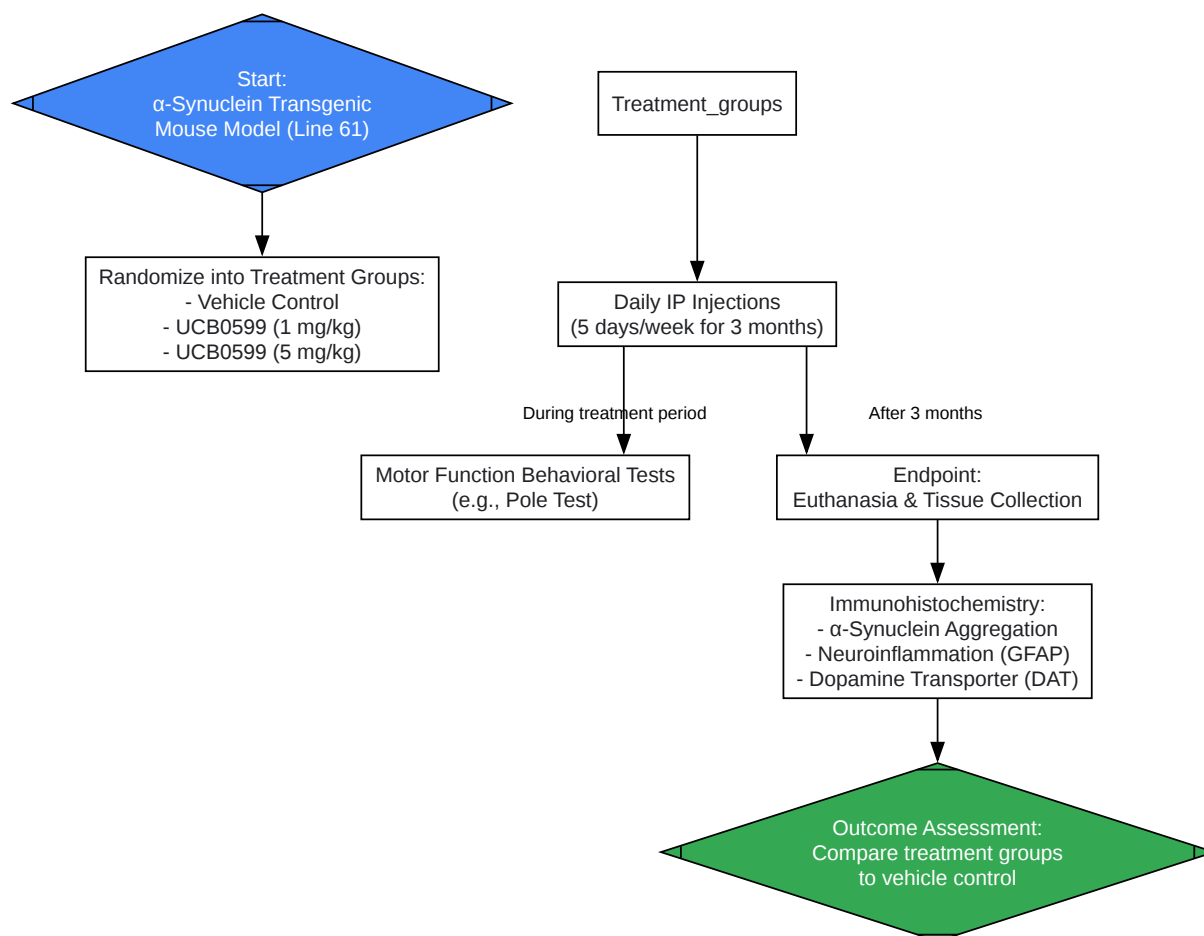 Start:
α-Synuclein Transgenic
Mouse Model (Line 61)
Randomize into Treatment Groups:
- Vehicle Control
- UCB0599 (1 mg/kg)
- UCB0599 (5 mg/kg)
Treatment_groups
Daily IP Injections
(5 days/week for 3 months)
During treatment period
After 3 months
Motor Function Behavioral Tests
(e.g., Pole Test)
Endpoint:
Euthanasia & Tissue Collection
Immunohistochemistry:
- α-Synuclein Aggregation
- Neuroinflammation (GFAP)
- Dopamine Transporter (DAT)
Outcome Assessment:
Compare treatment groups
to vehicle control